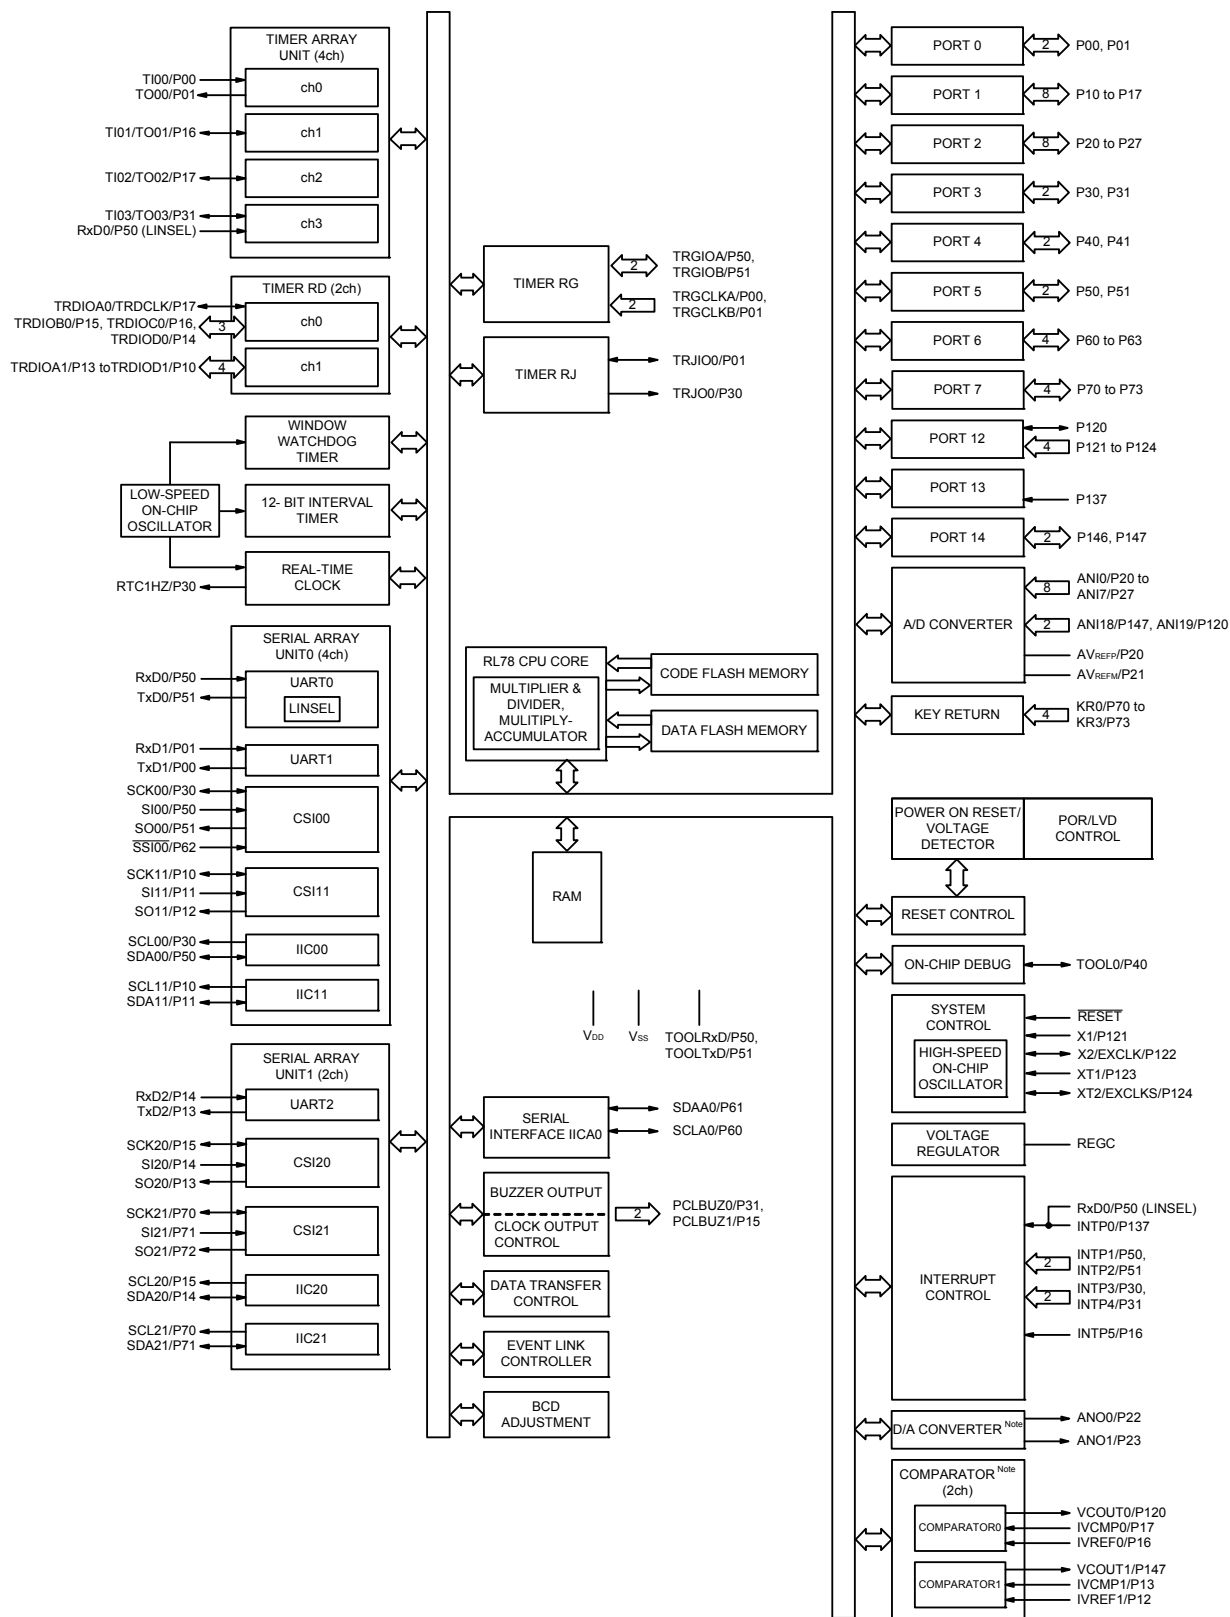 TIMER ARRAY
UNIT (4ch)
TI00/P00
TO00/P01
ch0
TI01/TO01/P16
ch1
TI02/TO02/P17
ch2
TI03/TO03/P31
RxD0/P50 (LINSEL)
ch3
TIMER RD (2ch)
TRDIOA0/TRDCLK/P17
TRDIOB0/P15, TRDIOC0/P16,
TRDIOD0/P14
3
ch0
TRDIOA1/P13 toTRDIOD1/P10
4
ch1
WINDOW
WATCHDOG
TIMER
LOW-SPEED
ON-CHIP
OSCILLATOR
12- BIT INTERVAL
TIMER
REAL-TIME
CLOCK
RTC1HZ/P30
SERIAL ARRAY
UNIT0 (4ch)
RxD0/P50
TxD0/P51
UART0
LINSEL
RxD1/P01
TxD1/P00
UART1
SCK00/P30
SI00/P50
SO00/P51
SSI00/P62
CSI00
SCK11/P10
SI11/P11
SO11/P12
CSI11
SCL00/P30
SDA00/P50
IIC00
SCL11/P10
SDA11/P11
IIC11
SERIAL ARRAY
UNIT1 (2ch)
RxD2/P14
TxD2/P13
UART2
SCK20/P15
SI20/P14
SO20/P13
CSI20
SCK21/P70
SI21/P71
SO21/P72
CSI21
SCL20/P15
SDA20/P14
IIC20
SCL21/P70
SDA21/P71
IIC21
TIMER RG
2
TRGIOA/P50,
TRGIOB/P51
2
TRGCLKA/P00,
TRGCLKB/P01
TIMER RJ
TRJIO0/P01
TRJO0/P30
RL78 CPU CORE
MULTIPLIER &
DIVIDER,
MULITIPLY-
ACCUMULATOR
CODE FLASH MEMORY
DATA FLASH MEMORY
RAM
VDD
VSS
TOOLRxD/P50,
TOOLTxD/P51
SERIAL
INTERFACE IICA0
SDAA0/P61
SCLA0/P60
BUZZER OUTPUT
CLOCK OUTPUT
CONTROL
2
PCLBUZ0/P31,
PCLBUZ1/P15
DATA TRANSFER
CONTROL
EVENT LINK
CONTROLLER
BCD
ADJUSTMENT
PORT 0
2
P00, P01
PORT 1
8
P10 to P17
PORT 2
8
P20 to P27
PORT 3
2
P30, P31
PORT 4
2
P40, P41
PORT 5
2
P50, P51
PORT 6
4
P60 to P63
PORT 7
4
P70 to P73
PORT 12
P120
4
P121 to P124
PORT 13
P137
PORT 14
2
P146, P147
A/D CONVERTER
8
ANI0/P20 to
ANI7/P27
2
ANI18/P147, ANI19/P120
AVREFP/P20
AVREFM/P21
KEY RETURN
4
KR0/P70 to
KR3/P73
POWER ON RESET/
VOLTAGE
DETECTOR
POR/LVD
CONTROL
RESET CONTROL
ON-CHIP DEBUG
TOOL0/P40
SYSTEM
CONTROL
HIGH-SPEED
ON-CHIP
OSCILLATOR
RESET
X1/P121
X2/EXCLK/P122
XT1/P123
XT2/EXCLKS/P124
VOLTAGE
REGULATOR
REGC
INTERRUPT
CONTROL
RxD0/P50 (LINSEL)
INTP0/P137
2
INTP1/P50,
INTP2/P51
2
INTP3/P30,
INTP4/P31
INTP5/P16
D/A CONVERTER Note
ANO0/P22
ANO1/P23
COMPARATOR Note
(2ch)
COMPARATOR0
VCOUT0/P120
IVCMP0/P17
IVREF0/P16
COMPARATOR1
VCOUT1/P147
IVCMP1/P13
IVREF1/P12